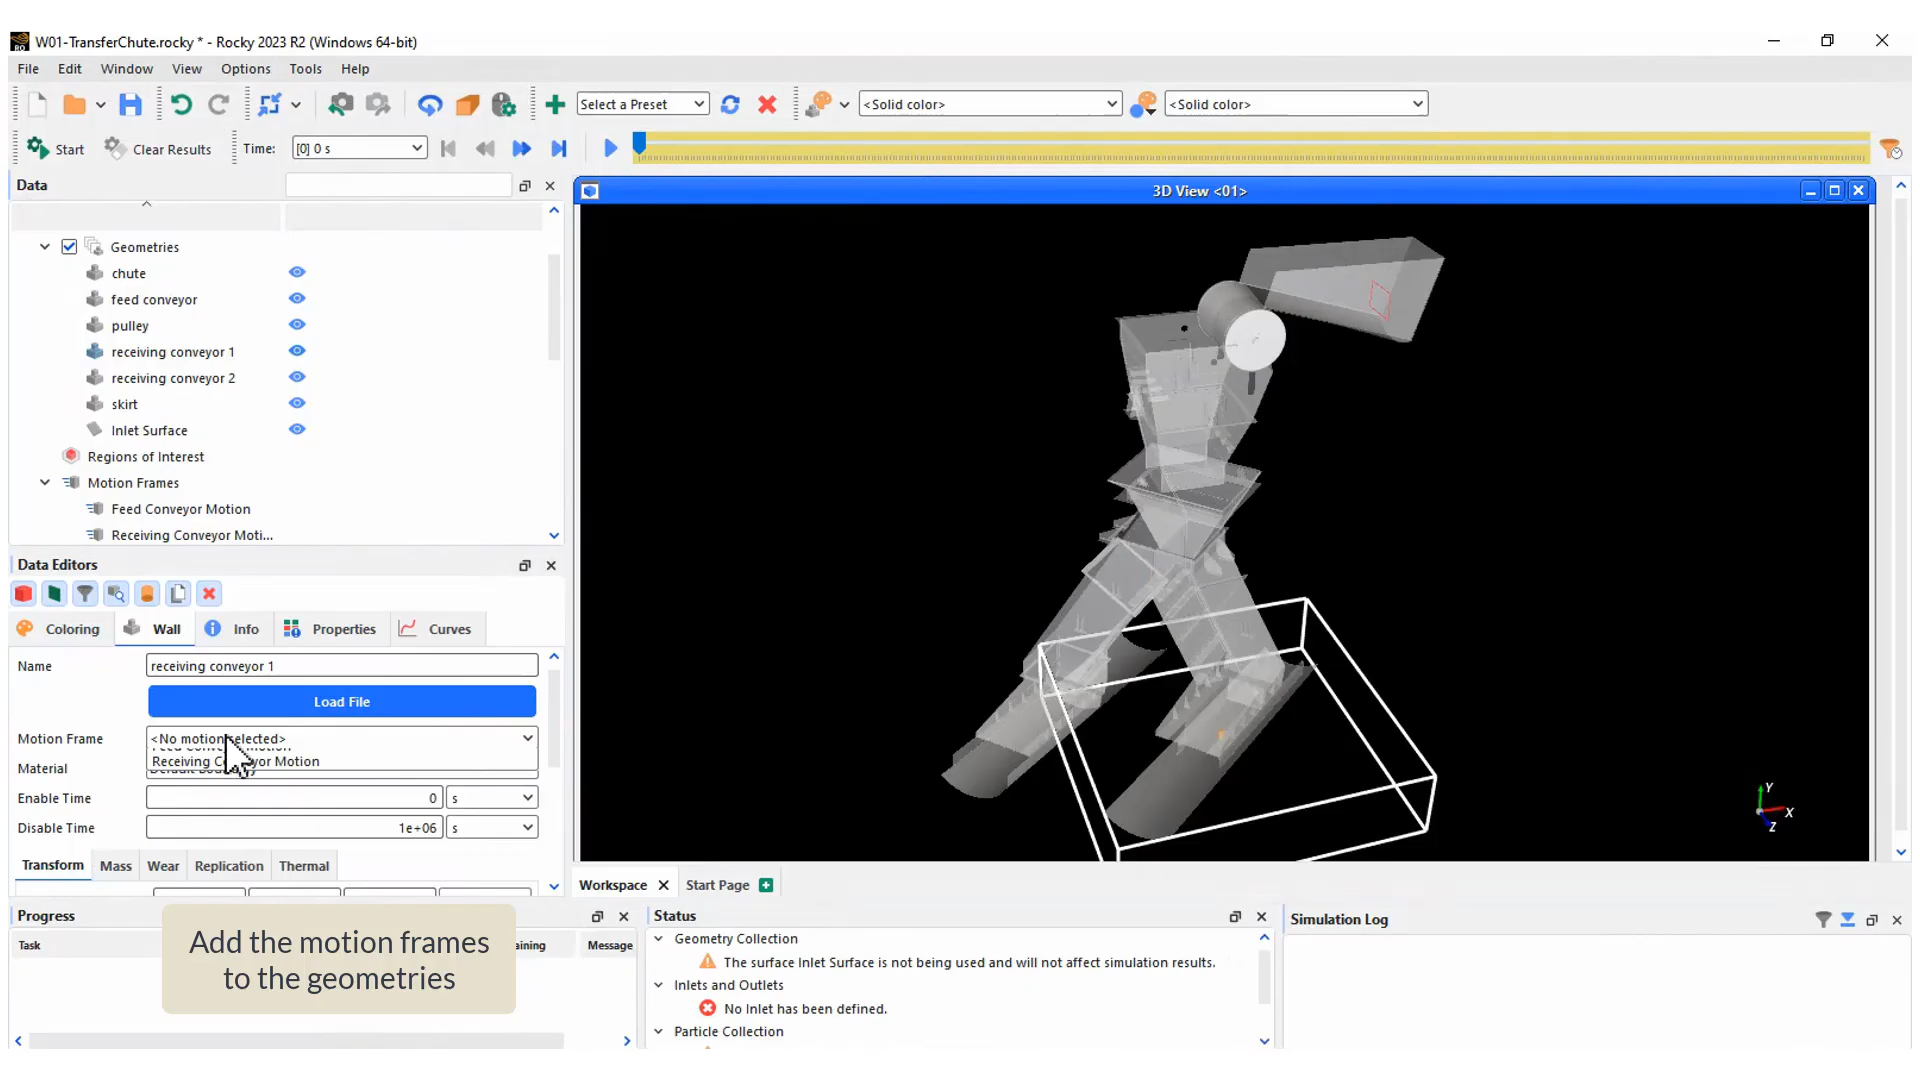 W01-TransferChute.rocky * - Rocky 2023 R2 (Windows 64-bit)
File Edit Window View Options Tools Help
Select a Preset <Solid color> <Solid color>
Start Clear Results Time: [0] 0 s
Data
3D View <01>
Geometries
chute
feed conveyor
pulley
receiving conveyor 1
receiving conveyor 2
skirt
Inlet Surface
Regions of Interest
Motion Frames
Feed Conveyor Motion
Receiving Conveyor Moti...
Data Editors
Coloring Wall Info Properties Curves
Name receiving conveyor 1
Load File
Motion Frame <No motion selected>
Receiving Conveyor Motion
Material
Enable Time 0 s
Disable Time 1e+06 s
Transform Mass Wear Replication Thermal
Y
X
Z
Workspace Start Page
Progress
Task Message
Add the motion frames
to the geometries
Status
Geometry Collection
The surface Inlet Surface is not being used and will not affect simulation results.
Inlets and Outlets
No Inlet has been defined.
Particle Collection
Simulation Log